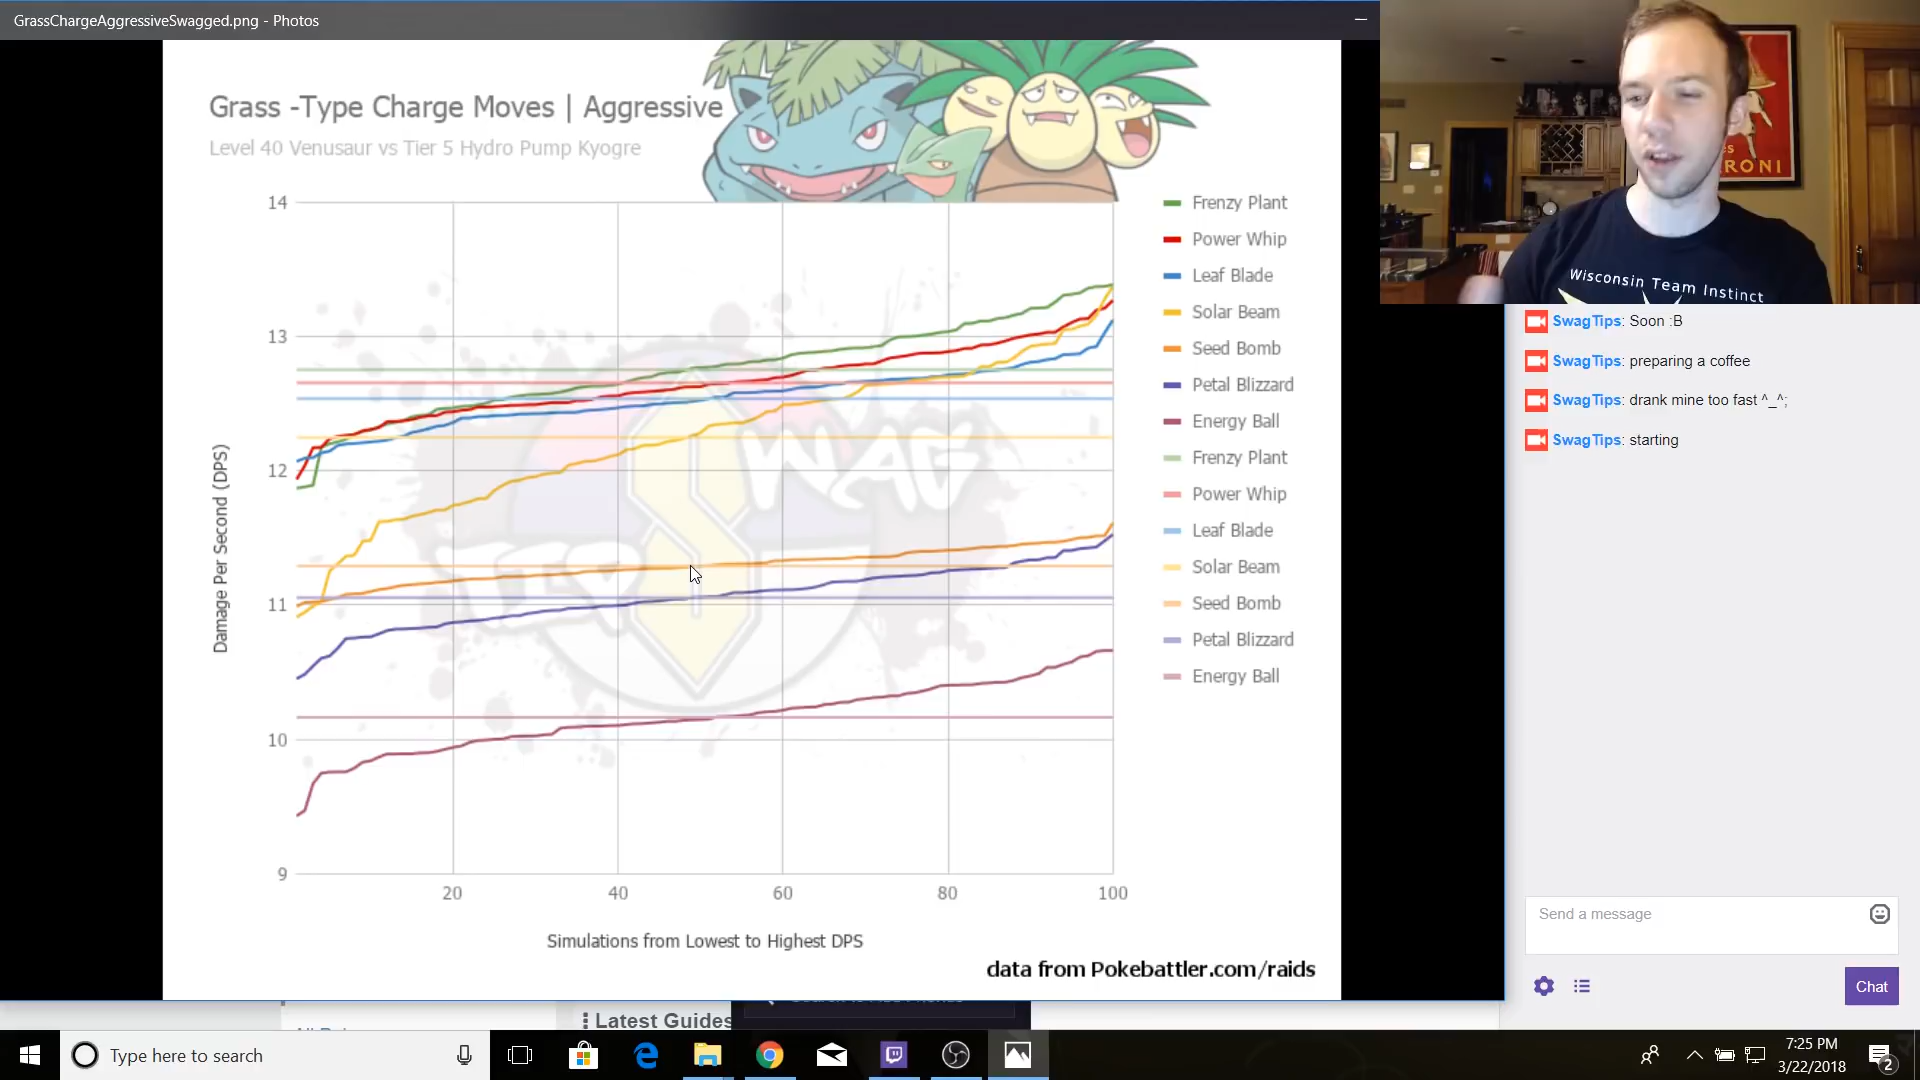 GrassChargeAggressiveSwagged.png - Photos
Grass -Type Charge Moves | Aggressive
Level 40 Venusaur vs Tier 5 Hydro Pump Kyogre
14
13
12
11
10
9
Damage Per Second (DPS)
20 40 60 80 100
Simulations from Lowest to Highest DPS
data from Pokebattler.com/raids
Frenzy Plant
Power Whip
Leaf Blade
Solar Beam
Seed Bomb
Petal Blizzard
Energy Ball
Frenzy Plant
Power Whip
Leaf Blade
Solar Beam
Seed Bomb
Petal Blizzard
Energy Ball
SWAG
TIPS
RONI
Wisconsin Team Instinct
SwagTips: Soon :B
SwagTips: preparing a coffee
SwagTips: drank mine too fast ^_^;
SwagTips: starting
Send a message
Chat
Latest Guides
Type here to search
7:25 PM
3/22/2018
2